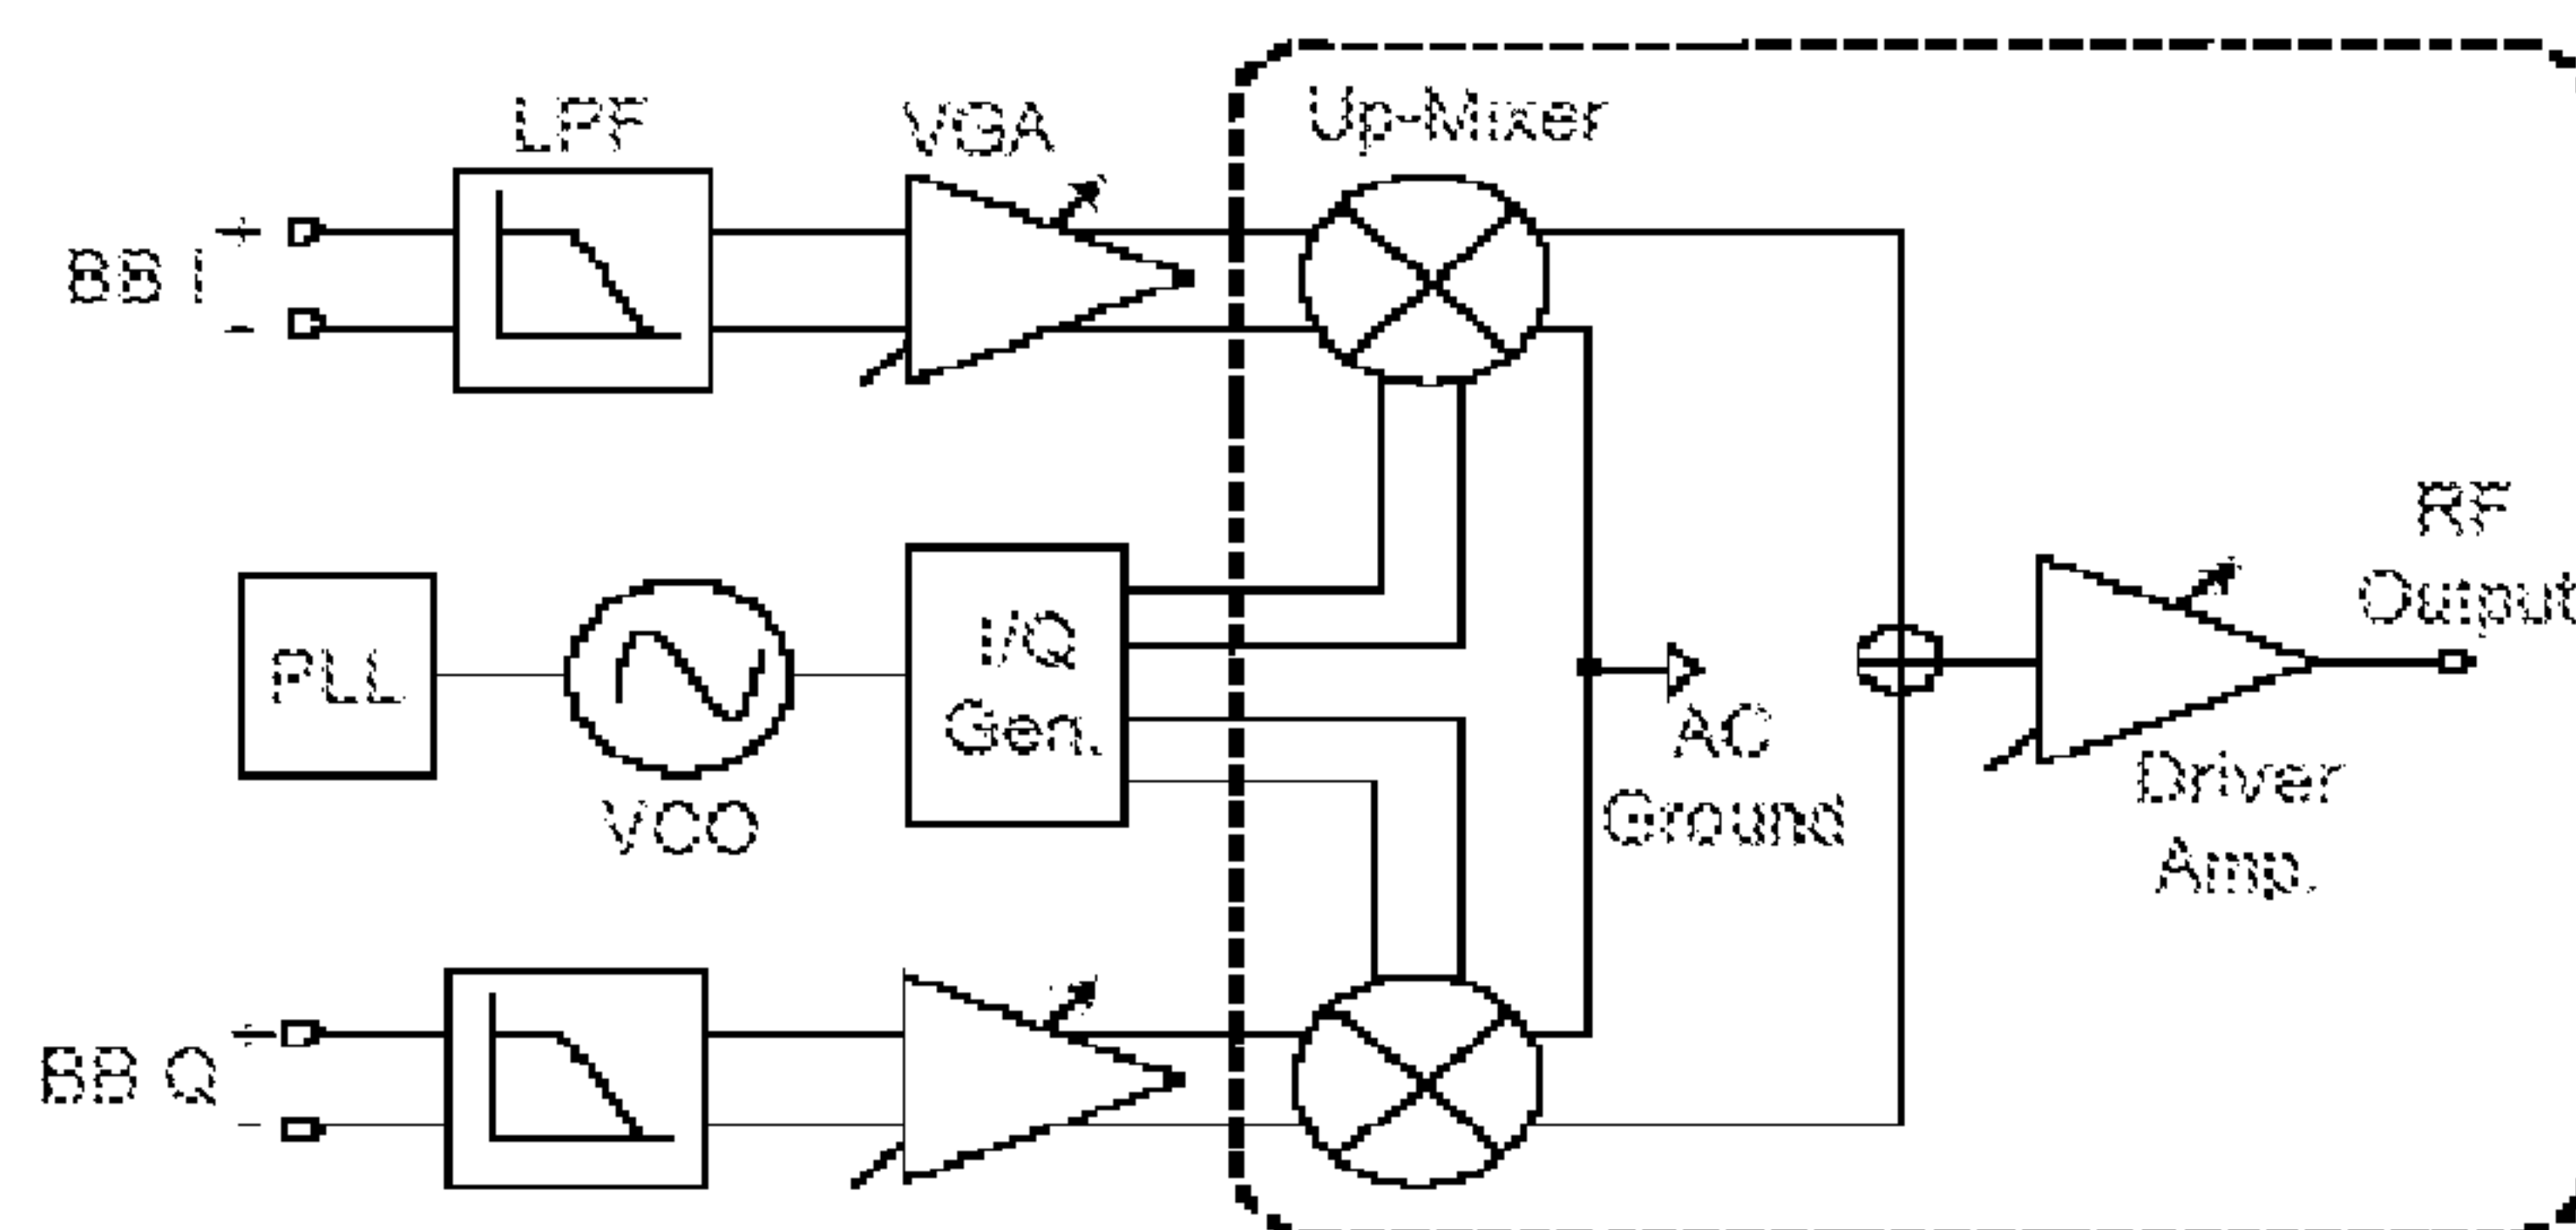 LPF
VGA
Up-Mixer
+
BB I
-
RF
Output
I/Q
Gen.
PLL
AC
Ground
VCO
Driver
Amp.
+
BB Q
-